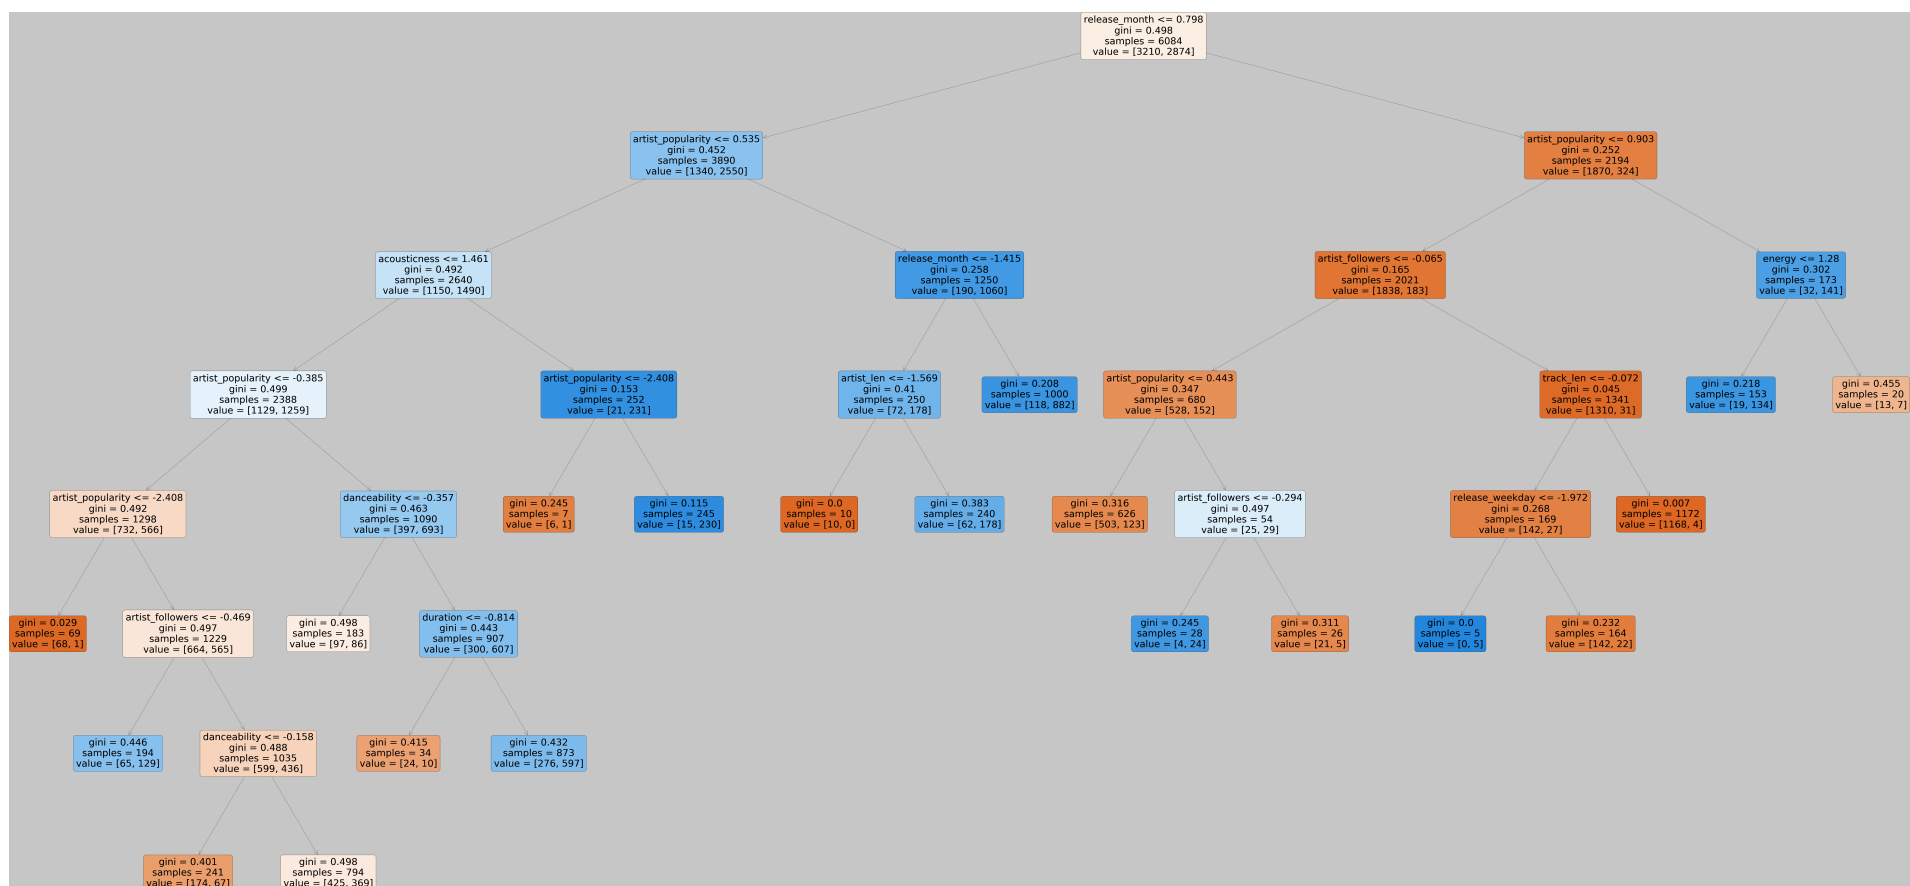 release_month <= 0.798
gini = 0.498
samples = 6084
value = [3210, 2874]
artist_popularity <= 0.535
gini = 0.452
samples = 3890
value = [1340, 2550]
artist_popularity <= 0.903
gini = 0.252
samples = 2194
value = [1870, 324]
acousticness <= 1.461
gini = 0.492
samples = 2640
value = [1150, 1490]
release_month <= -1.415
gini = 0.258
samples = 1250
value = [190, 1060]
artist_followers <= -0.065
gini = 0.165
samples = 2021
value = [1838, 183]
energy <= 1.28
gini = 0.302
samples = 173
value = [32, 141]
artist_popularity <= -0.385
gini = 0.499
samples = 2388
value = [1129, 1259]
artist_popularity <= -2.408
gini = 0.153
samples = 252
value = [21, 231]
artist_len <= -1.569
gini = 0.41
samples = 250
value = [72, 178]
gini = 0.208
samples = 1000
value = [118, 882]
artist_popularity <= 0.443
gini = 0.347
samples = 680
value = [528, 152]
track_len <= -0.072
gini = 0.045
samples = 1341
value = [1310, 31]
gini = 0.218
samples = 153
value = [19, 134]
gini = 0.455
samples = 20
value = [13, 7]
artist_popularity <= -2.408
gini = 0.492
samples = 1298
value = [732, 566]
danceability <= -0.357
gini = 0.463
samples = 1090
value = [397, 693]
gini = 0.245
samples = 7
value = [6, 1]
gini = 0.115
samples = 245
value = [15, 230]
gini = 0.0
samples = 10
value = [10, 0]
gini = 0.383
samples = 240
value = [62, 178]
gini = 0.316
samples = 626
value = [503, 123]
artist_followers <= -0.294
gini = 0.497
samples = 54
value = [25, 29]
release_weekday <= -1.972
gini = 0.268
samples = 169
value = [142, 27]
gini = 0.007
samples = 1172
value = [1168, 4]
gini = 0.029
samples = 69
value = [68, 1]
artist_followers <= -0.469
gini = 0.497
samples = 1229
value = [664, 565]
gini = 0.498
samples = 183
value = [97, 86]
duration <= -0.814
gini = 0.443
samples = 907
value = [300, 607]
gini = 0.245
samples = 28
value = [4, 24]
gini = 0.311
samples = 26
value = [21, 5]
gini = 0.0
samples = 5
value = [0, 5]
gini = 0.232
samples = 164
value = [142, 22]
gini = 0.446
samples = 194
value = [65, 129]
danceability <= -0.158
gini = 0.488
samples = 1035
value = [599, 436]
gini = 0.415
samples = 34
value = [24, 10]
gini = 0.432
samples = 873
value = [276, 597]
gini = 0.401
samples = 241
value = [174, 67]
gini = 0.498
samples = 794
value = [425, 369]